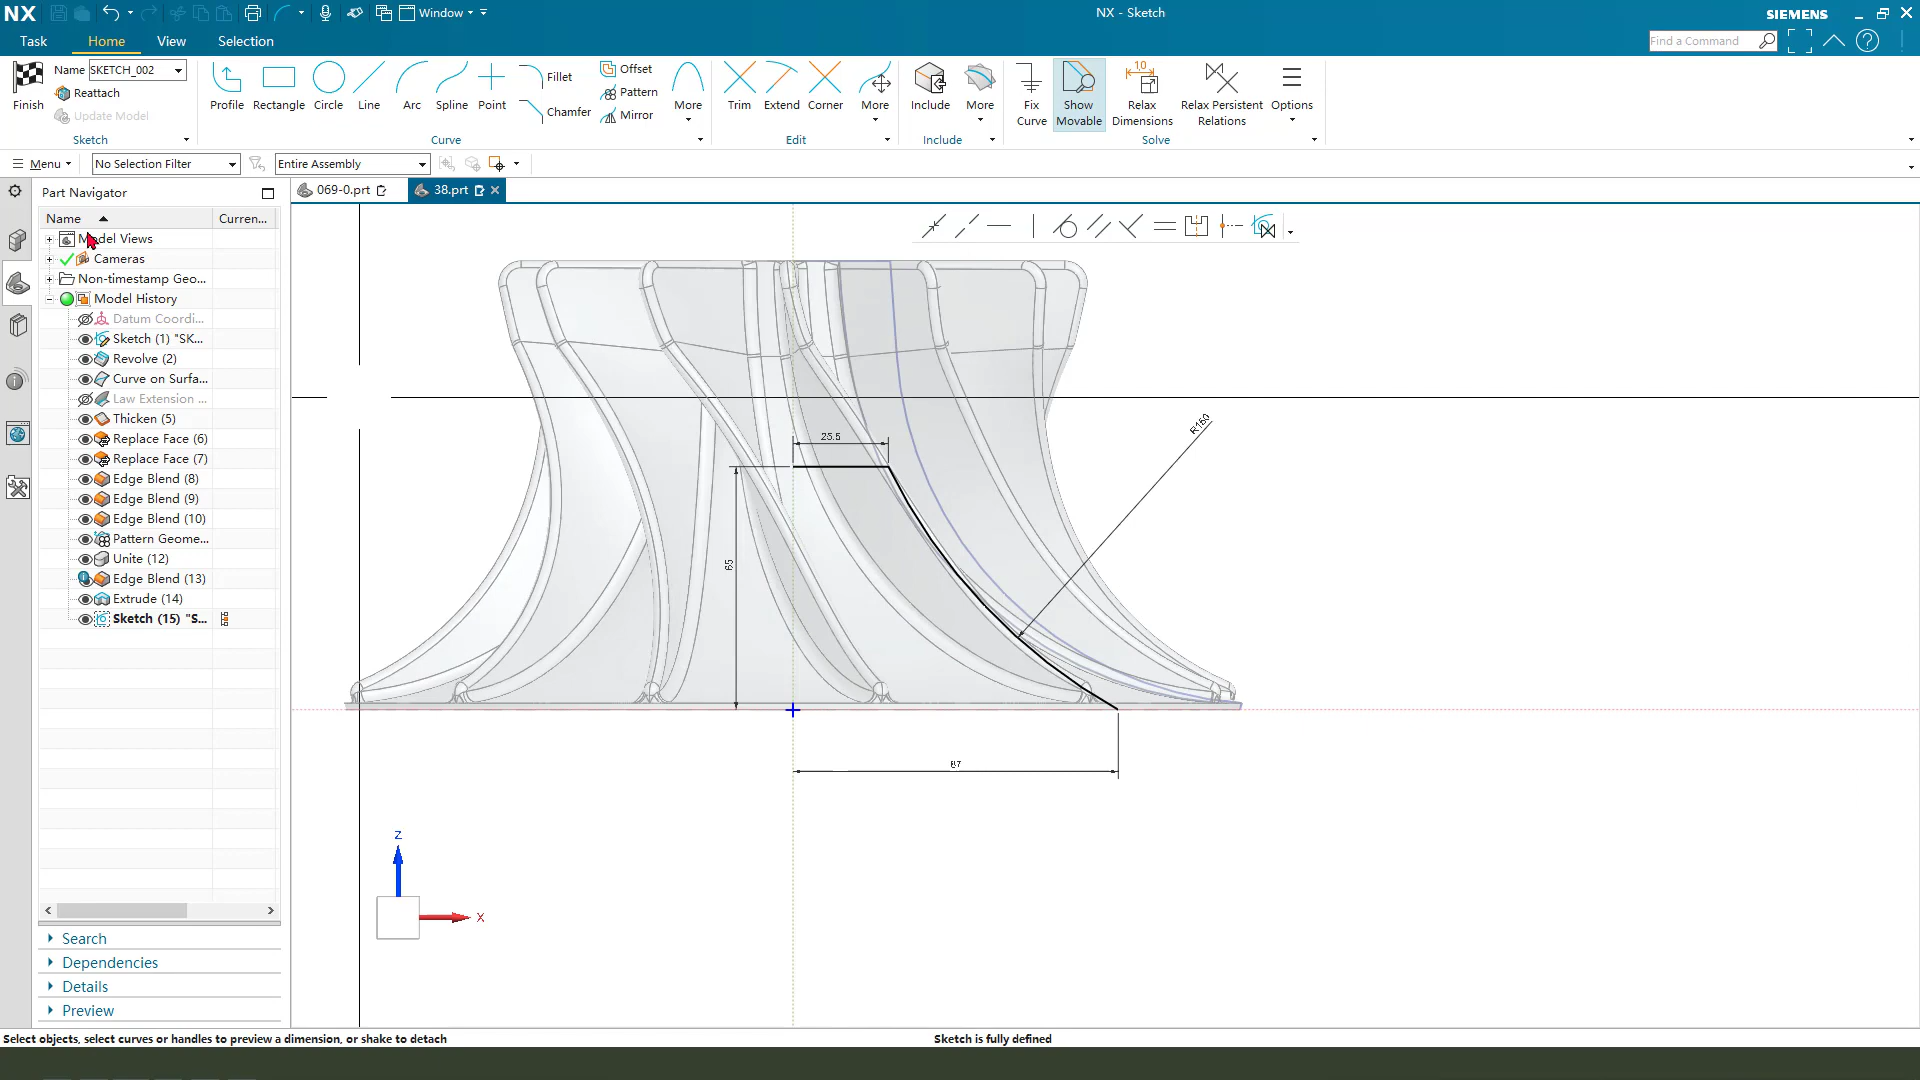 NX
Window
NX - Sketch
SIEMENS
Task
Home
View
Selection
Find a Command
Finish
Name SKETCH_002
Reattach
Update Model
Sketch
Profile
Rectangle
Circle
Line
Arc
Spline
Point
Fillet
Chamfer
Offset
Pattern
Mirror
More
Curve
Trim
Extend
Corner
More
Edit
Include
More
Include
Fix
Curve
Show
Movable
Relax
Dimensions
Relax Persistent
Relations
Options
Solve
Menu
No Selection Filter
Entire Assembly
Part Navigator
069-0.prt
38.prt
Name
Curren...
Model Views
Cameras
Non-timestamp Geo...
Model History
Datum Coordi...
Sketch (1) "SK...
Revolve (2)
Curve on Surfa...
Law Extension ...
Thicken (5)
Replace Face (6)
Replace Face (7)
Edge Blend (8)
Edge Blend (9)
Edge Blend (10)
Pattern Geome...
Unite (12)
Edge Blend (13)
Extrude (14)
Sketch (15) "S...
25.5
R150
65
87
Z
X
Search
Dependencies
Details
Preview
Select objects, select curves or handles to preview a dimension, or shake to detach
Sketch is fully defined